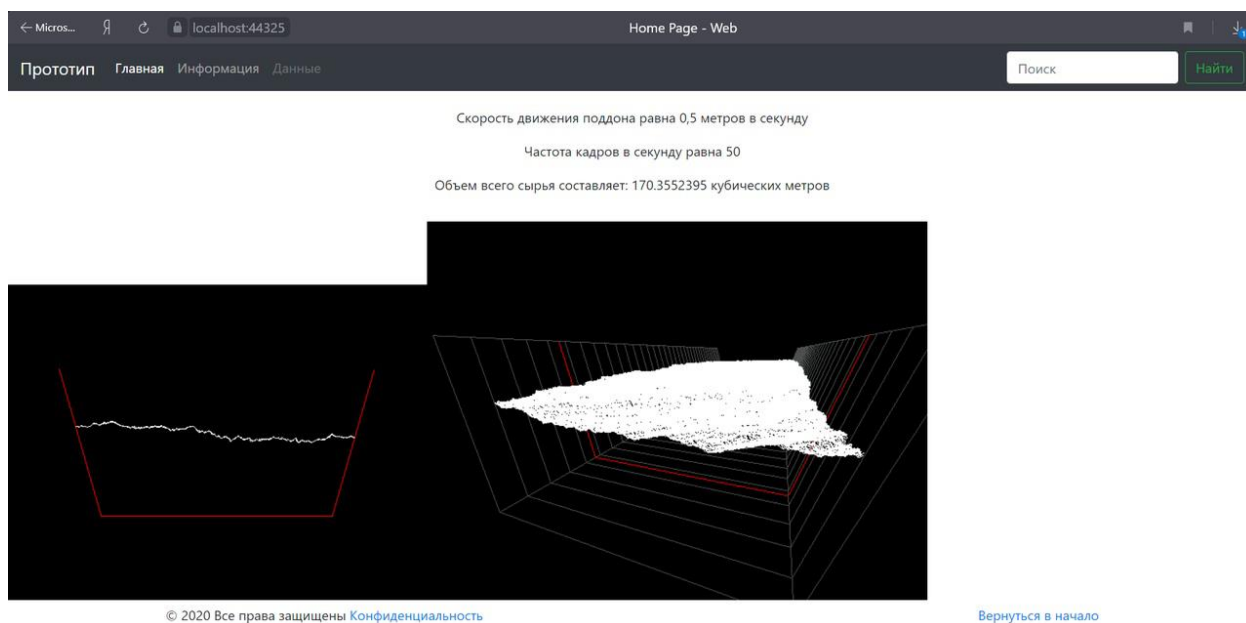 Micros... Я localhost:44325 Home Page - Web
Прототип Главная Информация Данные Поиск Найти
Скорость движения поддона равна 0,5 метров в секунду
Частота кадров в секунду равна 50
Объем всего сырья составляет: 170.3552395 кубических метров
© 2020 Все права защищены Конфиденциальность Вернуться в начало